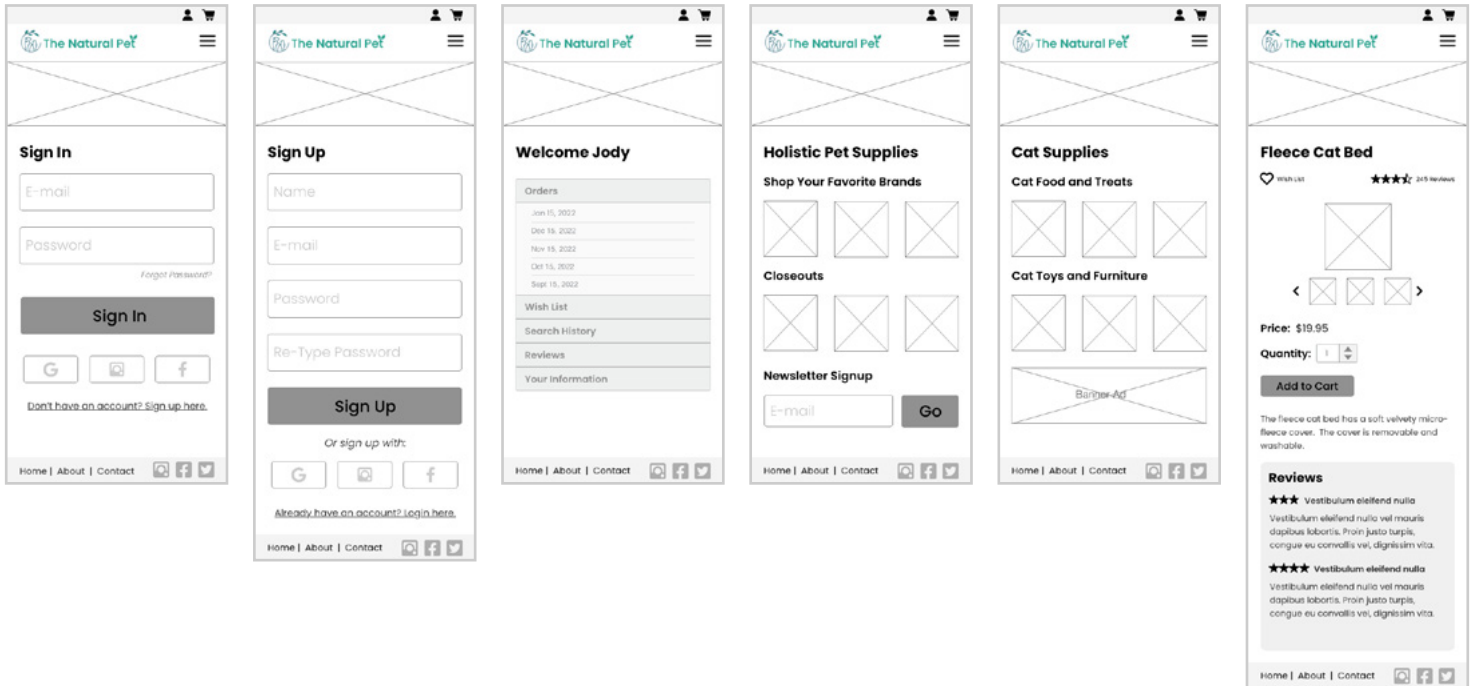 The Natural Pet
Sign In
E-mail
Password
Forgot Password?
Sign In
G
f
Don't have an account? Sign up here.
Home | About | Contact
The Natural Pet
Sign Up
Name
E-mail
Password
Re-Type Password
Sign Up
Or sign up with:
G
f
Already have an account? Login here.
Home | About | Contact
The Natural Pet
Welcome Jody
Orders
Jan 15, 2022
Dec 15, 2022
Nov 15, 2022
Oct 15, 2022
Sept 15, 2022
Wish List
Search History
Reviews
Your Information
Home | About | Contact
The Natural Pet
Holistic Pet Supplies
Shop Your Favorite Brands
Closeouts
Newsletter Signup
E-mail
Go
Home | About | Contact
The Natural Pet
Cat Supplies
Cat Food and Treats
Cat Toys and Furniture
Banner Ad
Home | About | Contact
The Natural Pet
Fleece Cat Bed
Wish List
245 Reviews
Price: $19.95
Quantity: 1
Add to Cart
The fleece cat bed has a soft velvety micro-
fleece cover. The cover is removable and
washable.
Reviews
Vestibulum eleifend nulla
Vestibulum eleifend nulla vel mauris
dapibus lobortis. Proin justo turpis,
congue eu convallis vel, dignissim vita.
Vestibulum eleifend nulla
Vestibulum eleifend nulla vel mauris
dapibus lobortis. Proin justo turpis,
congue eu convallis vel, dignissim vita.
Home | About | Contact